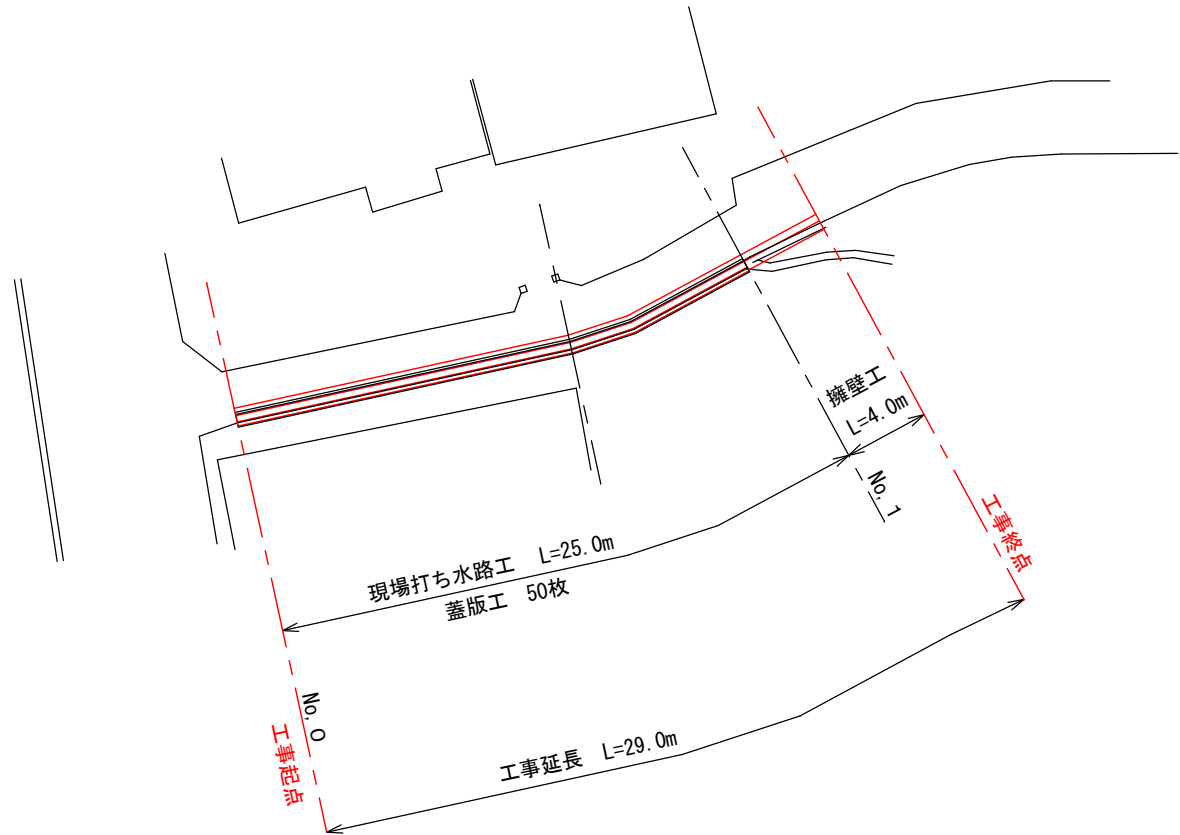 擁壁工
L=4.0m
No,1
工事終点
現場打ち水路工 L=25.0m
蓋版工 50枚
No,0
工事起点
工事延長 L=29.0m